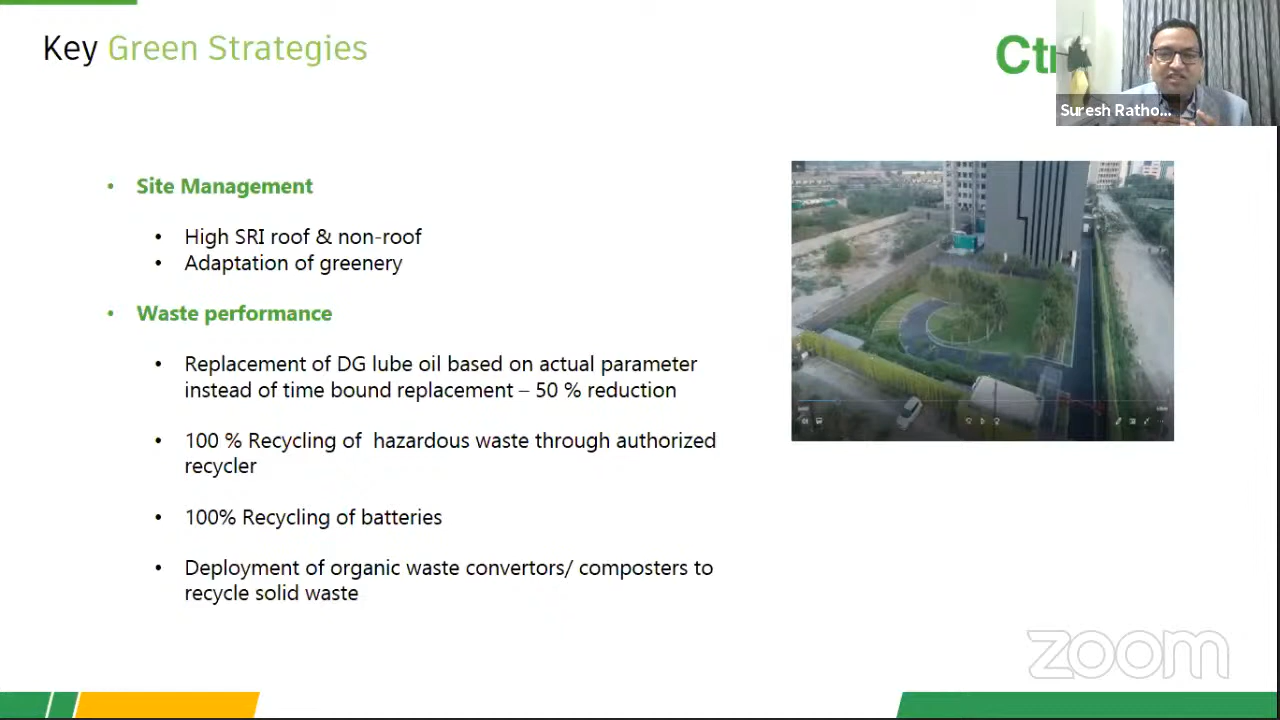 Key Green Strategies
Ct
Suresh Ratho...
• Site Management
• High SRI roof & non-roof
• Adaptation of greenery
• Waste performance
• Replacement of DG lube oil based on actual parameter
instead of time bound replacement – 50 % reduction
• 100 % Recycling of hazardous waste through authorized
recycler
• 100% Recycling of batteries
• Deployment of organic waste convertors/ composters to
recycle solid waste
zoom